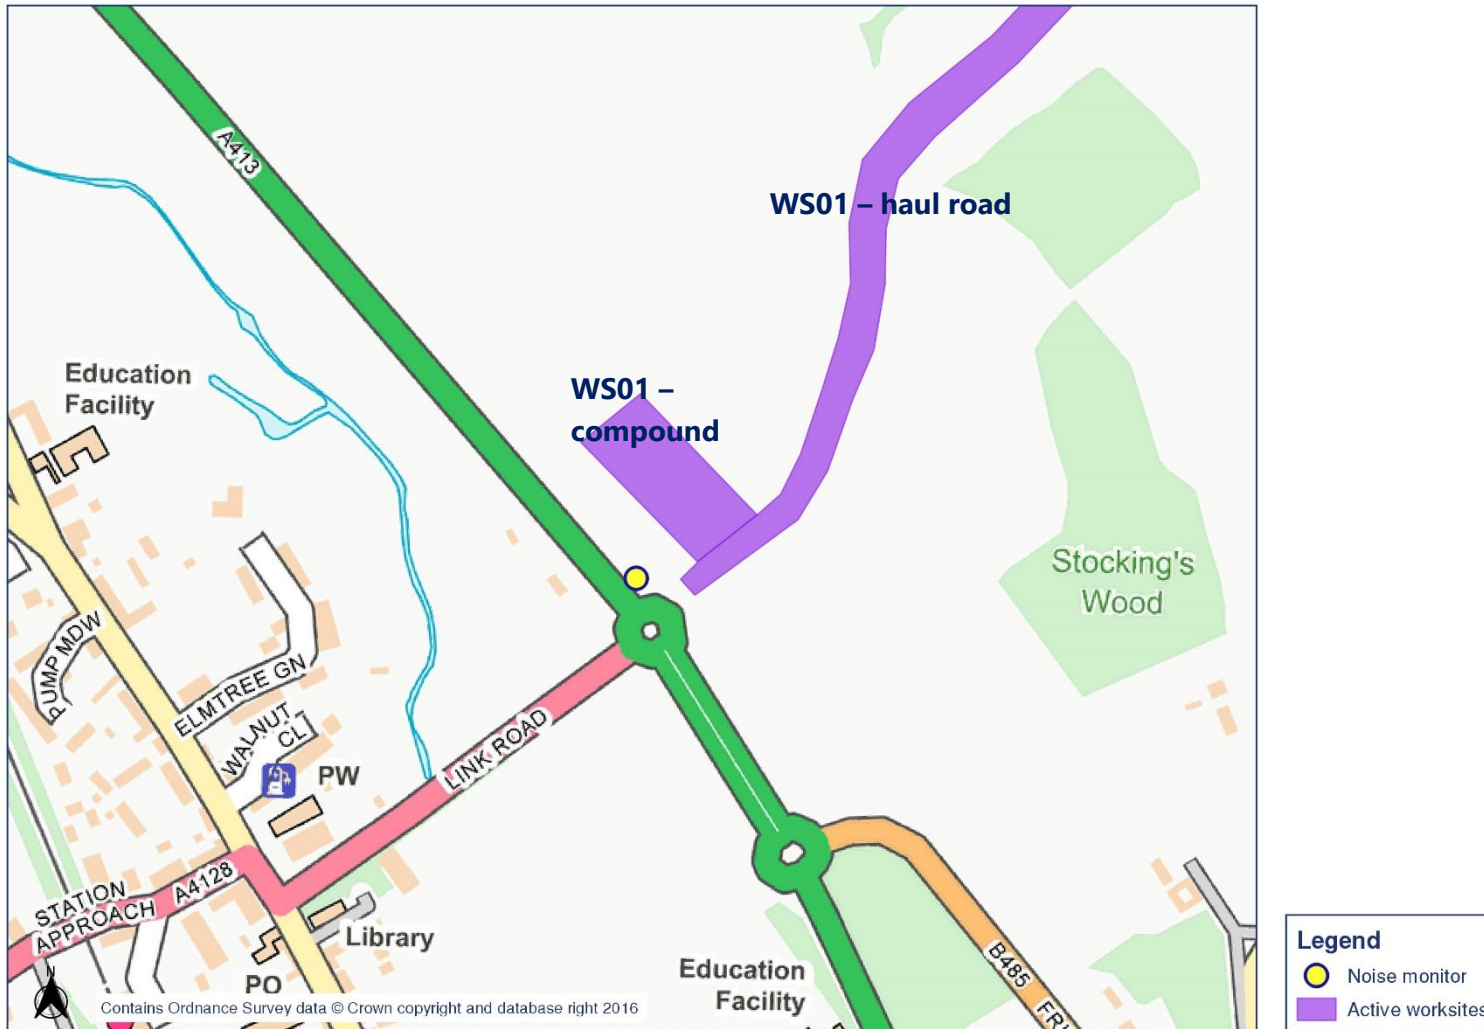 A413
WS01 – haul road
Education
Facility
WS01 –
compound
Stocking's
Wood
PUMP MDW
ELMTREE GN
WALNUT
CL
PW
LINK ROAD
STATION
APPROACH
A4128
Library
PO
Education
Facility
B485
N
Contains Ordnance Survey data © Crown copyright and database right 2016
Legend
Noise monitor
Active worksites